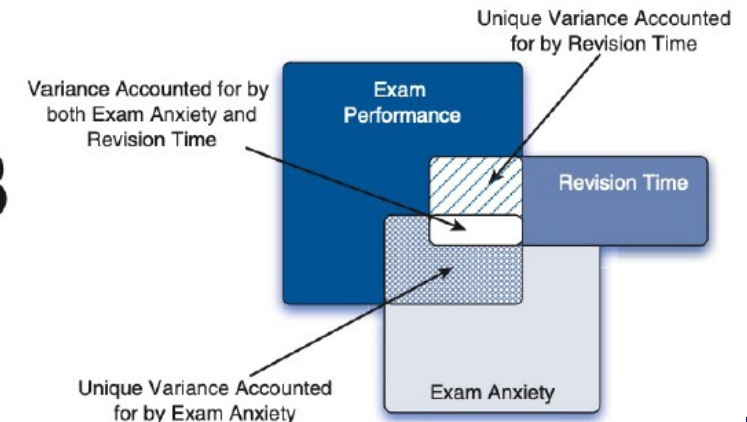 Unique Variance Accounted
for by Revision Time
Variance Accounted for by
both Exam Anxiety and
Revision Time
Exam
Performance
Revision Time
Exam Anxiety
Unique Variance Accounted
for by Exam Anxiety